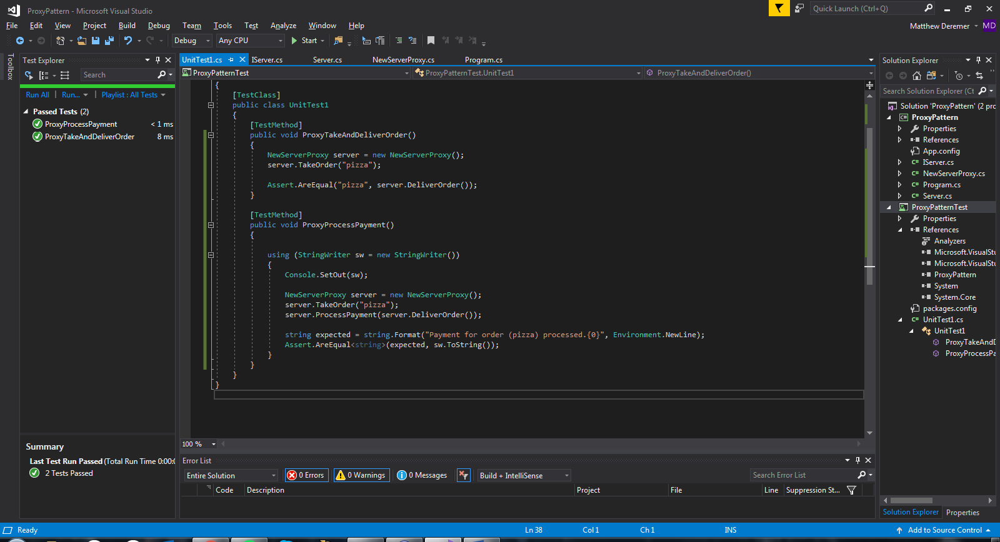 ProxyPattern - Microsoft Visual Studio
Quick Launch (Ctrl+Q)
File Edit View Project Build Debug Team Tools Test Analyze Window Help
Matthew Deremer MD
Debug Any CPU Start
Toolbox
Test Explorer
Search
Run All | Run... | Playlist : All Tests
Passed Tests (2)
ProxyProcessPayment < 1 ms
ProxyTakeAndDeliverOrder 8 ms
Summary
Last Test Run Passed (Total Run Time 0:00:0
2 Tests Passed
UnitTest1.cs IServer.cs Server.cs NewServerProxy.cs Program.cs
ProxyPatternTest ProxyPatternTest.UnitTest1 ProxyTakeAndDeliverOrder()
{
[TestClass]
public class UnitTest1
{
[TestMethod]
public void ProxyTakeAndDeliverOrder()
{
NewServerProxy server = new NewServerProxy();
server.TakeOrder("pizza");
Assert.AreEqual("pizza", server.DeliverOrder());
}
[TestMethod]
public void ProxyProcessPayment()
{
using (StringWriter sw = new StringWriter())
{
Console.SetOut(sw);
NewServerProxy server = new NewServerProxy();
server.TakeOrder("pizza");
server.ProcessPayment(server.DeliverOrder());
string expected = string.Format("Payment for order (pizza) processed.{0}", Environment.NewLine);
Assert.AreEqual<string>(expected, sw.ToString());
}
}
}
}
100 %
Error List
Entire Solution 0 Errors 0 Warnings 0 Messages Build + IntelliSense Search Error List
Code Description Project File Line Suppression St...
Solution Explorer
Search Solution Explorer (Ct
Solution 'ProxyPattern' (2 pro
ProxyPattern
Properties
References
App.config
IServer.cs
NewServerProxy.cs
Program.cs
Server.cs
ProxyPatternTest
Properties
References
Analyzers
Microsoft.VisualStu
Microsoft.VisualStu
ProxyPattern
System
System.Core
packages.config
UnitTest1.cs
UnitTest1
ProxyTakeAndD
ProxyProcessPa
Solution Explorer Properties
Ready Ln 38 Col 1 Ch 1 INS Add to Source Control